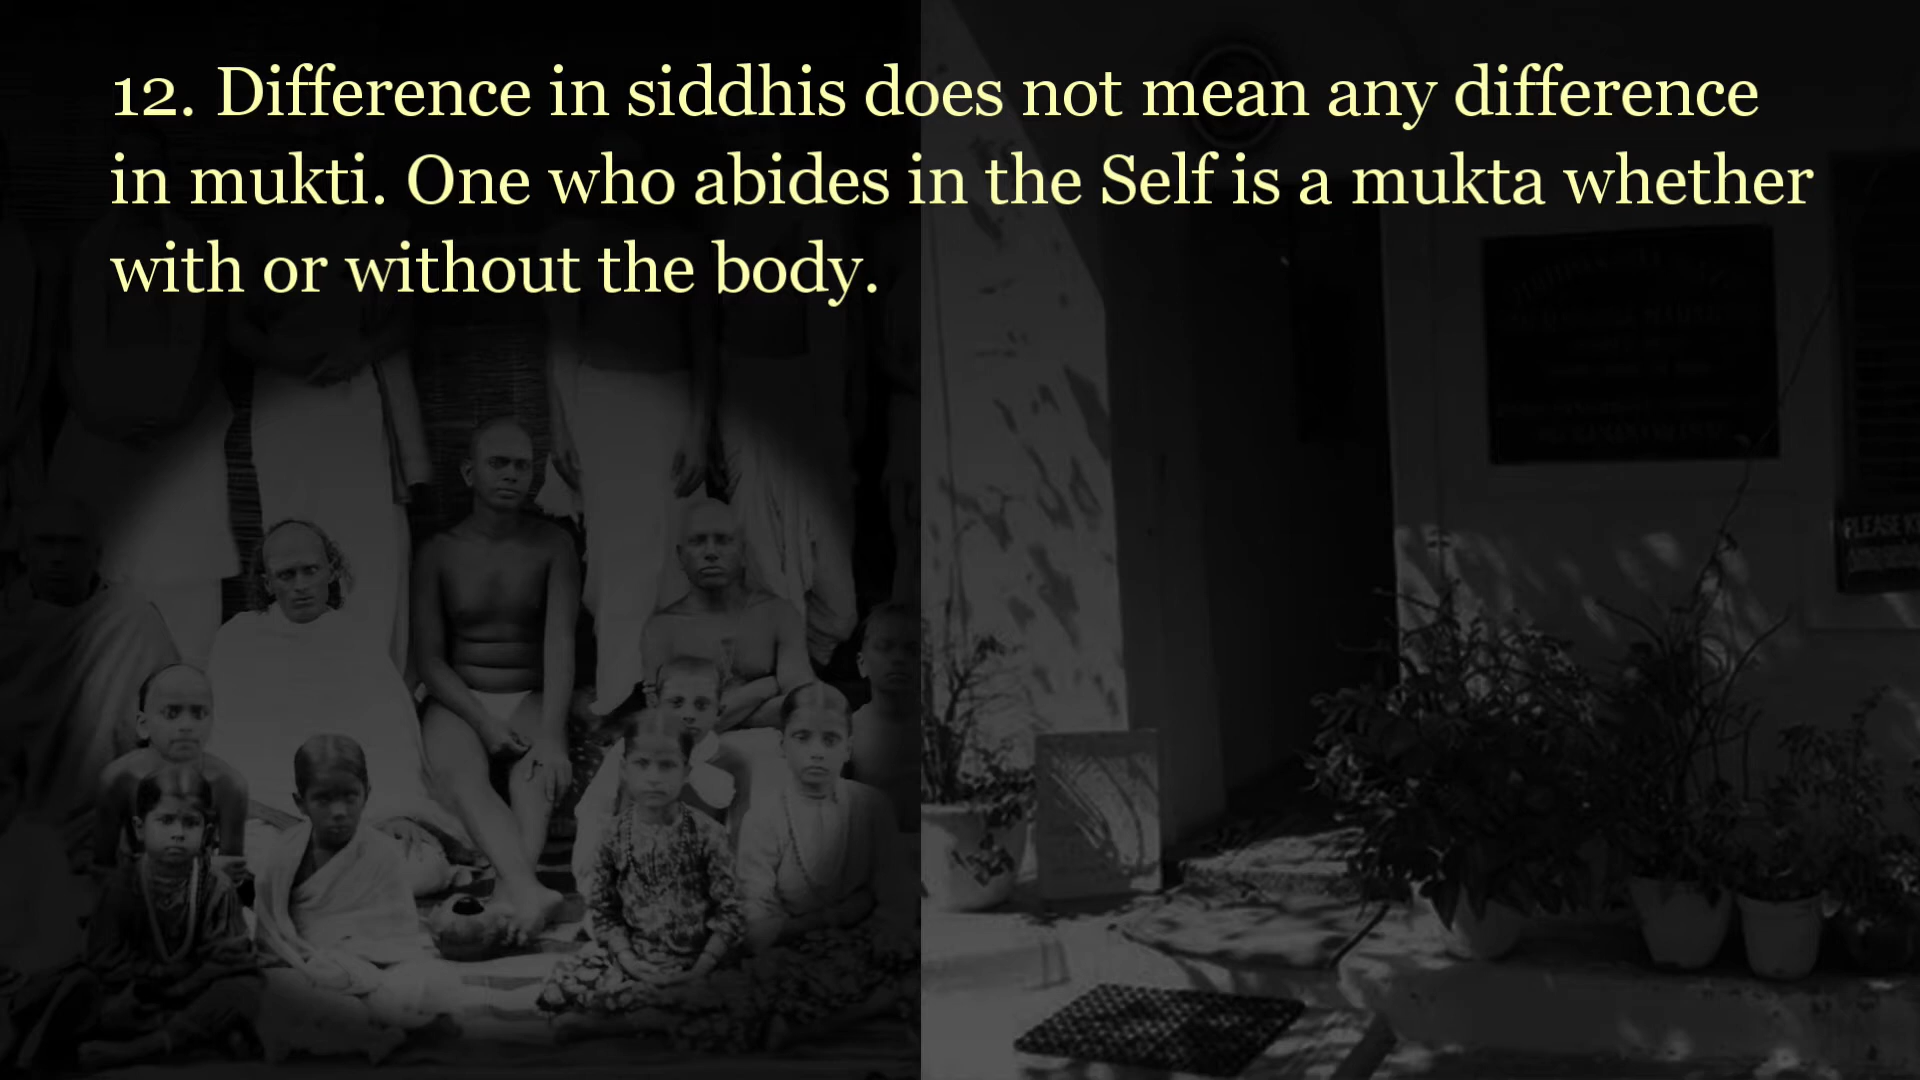 12. Difference in siddhis does not mean any difference
in mukti. One who abides in the Self is a mukta whether
with or without the body.
PLEASE